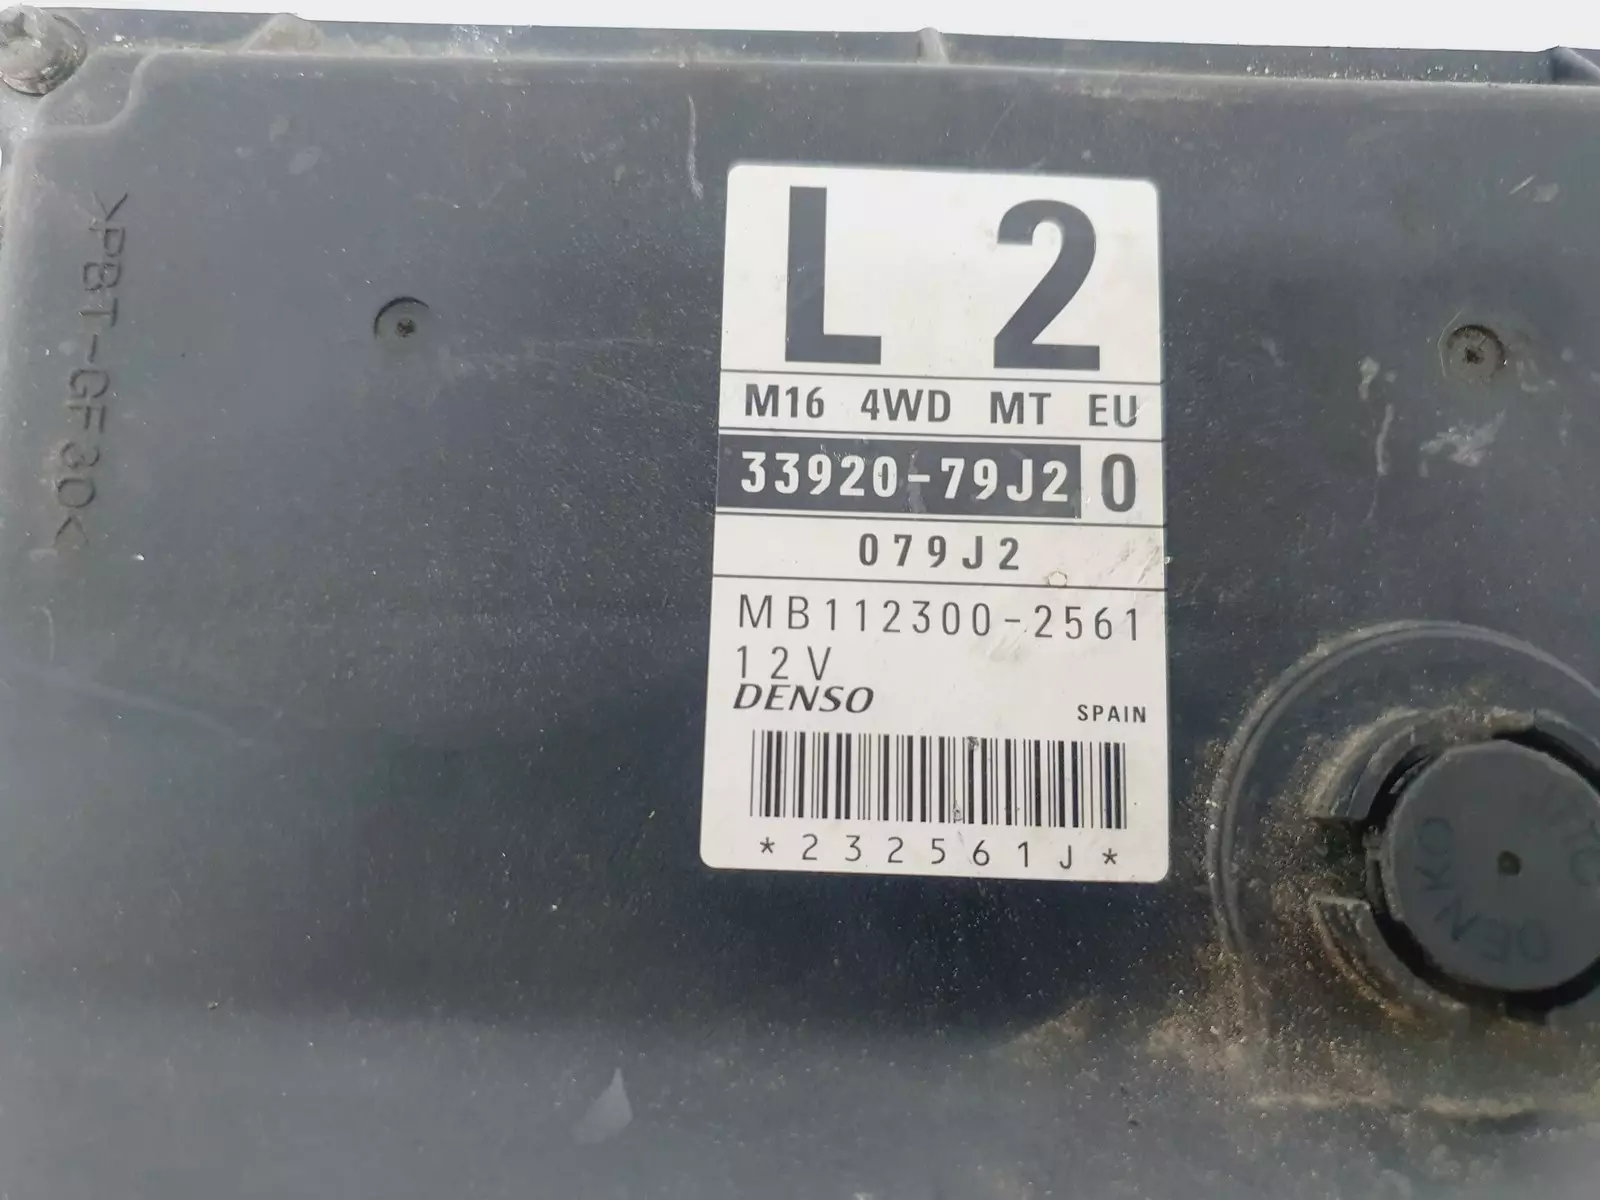 >PBT-GF30<
L 2
M16 4WD MT EU
33920-79J2 0
079J2
MB112300-2561
12V
DENSO
SPAIN
*232561J*